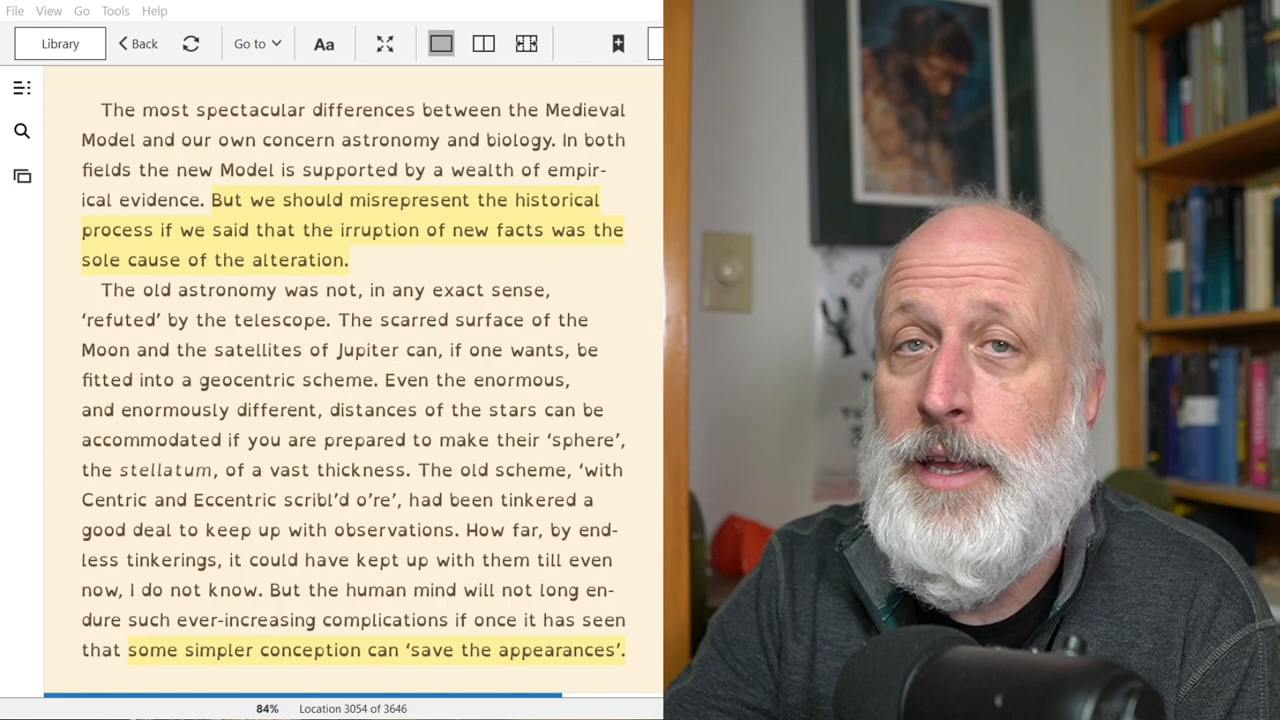 File View Go Tools Help
Library Back Go to Aa
The most spectacular differences between the Medieval
Model and our own concern astronomy and biology. In both
fields the new Model is supported by a wealth of empir-
ical evidence. But we should misrepresent the historical
process if we said that the irruption of new facts was the
sole cause of the alteration.
The old astronomy was not, in any exact sense,
‘refuted’ by the telescope. The scarred surface of the
Moon and the satellites of Jupiter can, if one wants, be
fitted into a geocentric scheme. Even the enormous,
and enormously different, distances of the stars can be
accommodated if you are prepared to make their ‘sphere’,
the stellatum, of a vast thickness. The old scheme, ‘with
Centric and Eccentric scribl’d o’re’, had been tinkered a
good deal to keep up with observations. How far, by end-
less tinkerings, it could have kept up with them till even
now, I do not know. But the human mind will not long en-
dure such ever-increasing complications if once it has seen
that some simpler conception can ‘save the appearances’.
84% Location 3054 of 3646